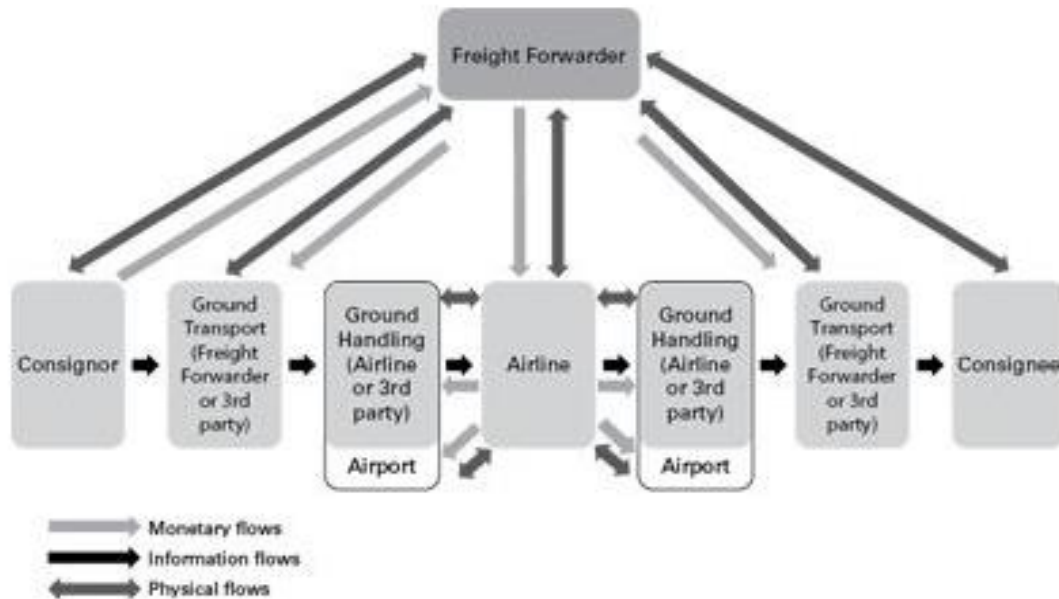 Freight Forwarder
Consignor
Ground
Transport
(Freight
Forwarder
or 3rd
party)
Ground
Handling
(Airline
or 3rd
party)
Airport
Airline
Ground
Handling
(Airline
or 3rd
party)
Airport
Ground
Transport
(Freight
Forwarder
or 3rd
party)
Consignee
Monetary flows
Information flows
Physical flows